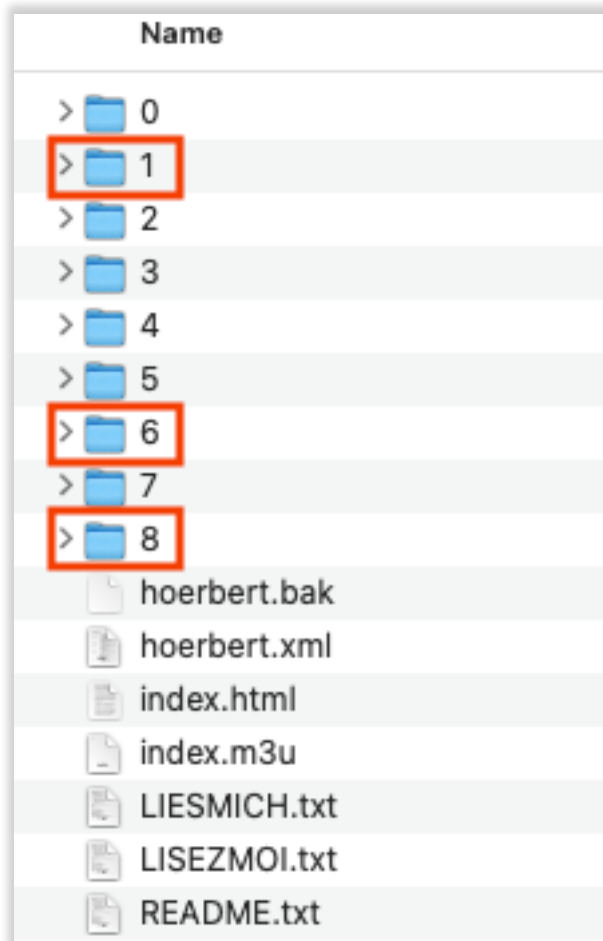 Name
0
1
2
3
4
5
6
7
8
hoerbert.bak
hoerbert.xml
index.html
index.m3u
LIESMICH.txt
LISEZMOI.txt
README.txt